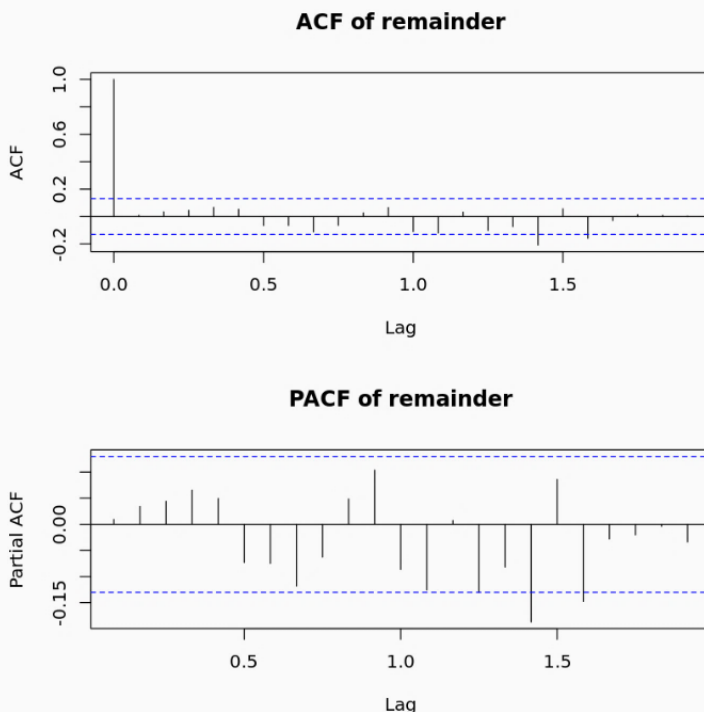 ACF of remainder
ACF
1.0
0.6
0.2
-0.2
0.0 0.5 1.0 1.5
Lag
PACF of remainder
Partial ACF
0.00
-0.15
0.5 1.0 1.5
Lag